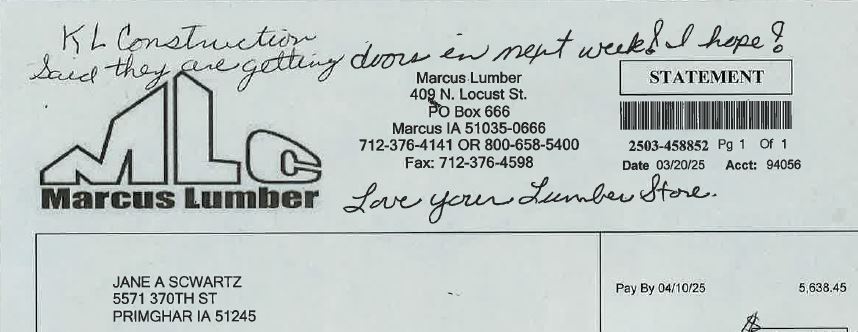 KL Construction
Said they are getting doors in next week! I hope?
MLC
Marcus Lumber
Marcus Lumber
409 N. Locust St.
PO Box 666
Marcus IA 51035-0666
712-376-4141 OR 800-658-5400
Fax: 712-376-4598
STATEMENT
2503-458852 Pg 1 Of 1
Date 03/20/25 Acct: 94056
Love your Lumber Store.
JANE A SCWARTZ
5571 370TH ST
PRIMGHAR IA 51245
Pay By 04/10/25 5,638.45
$